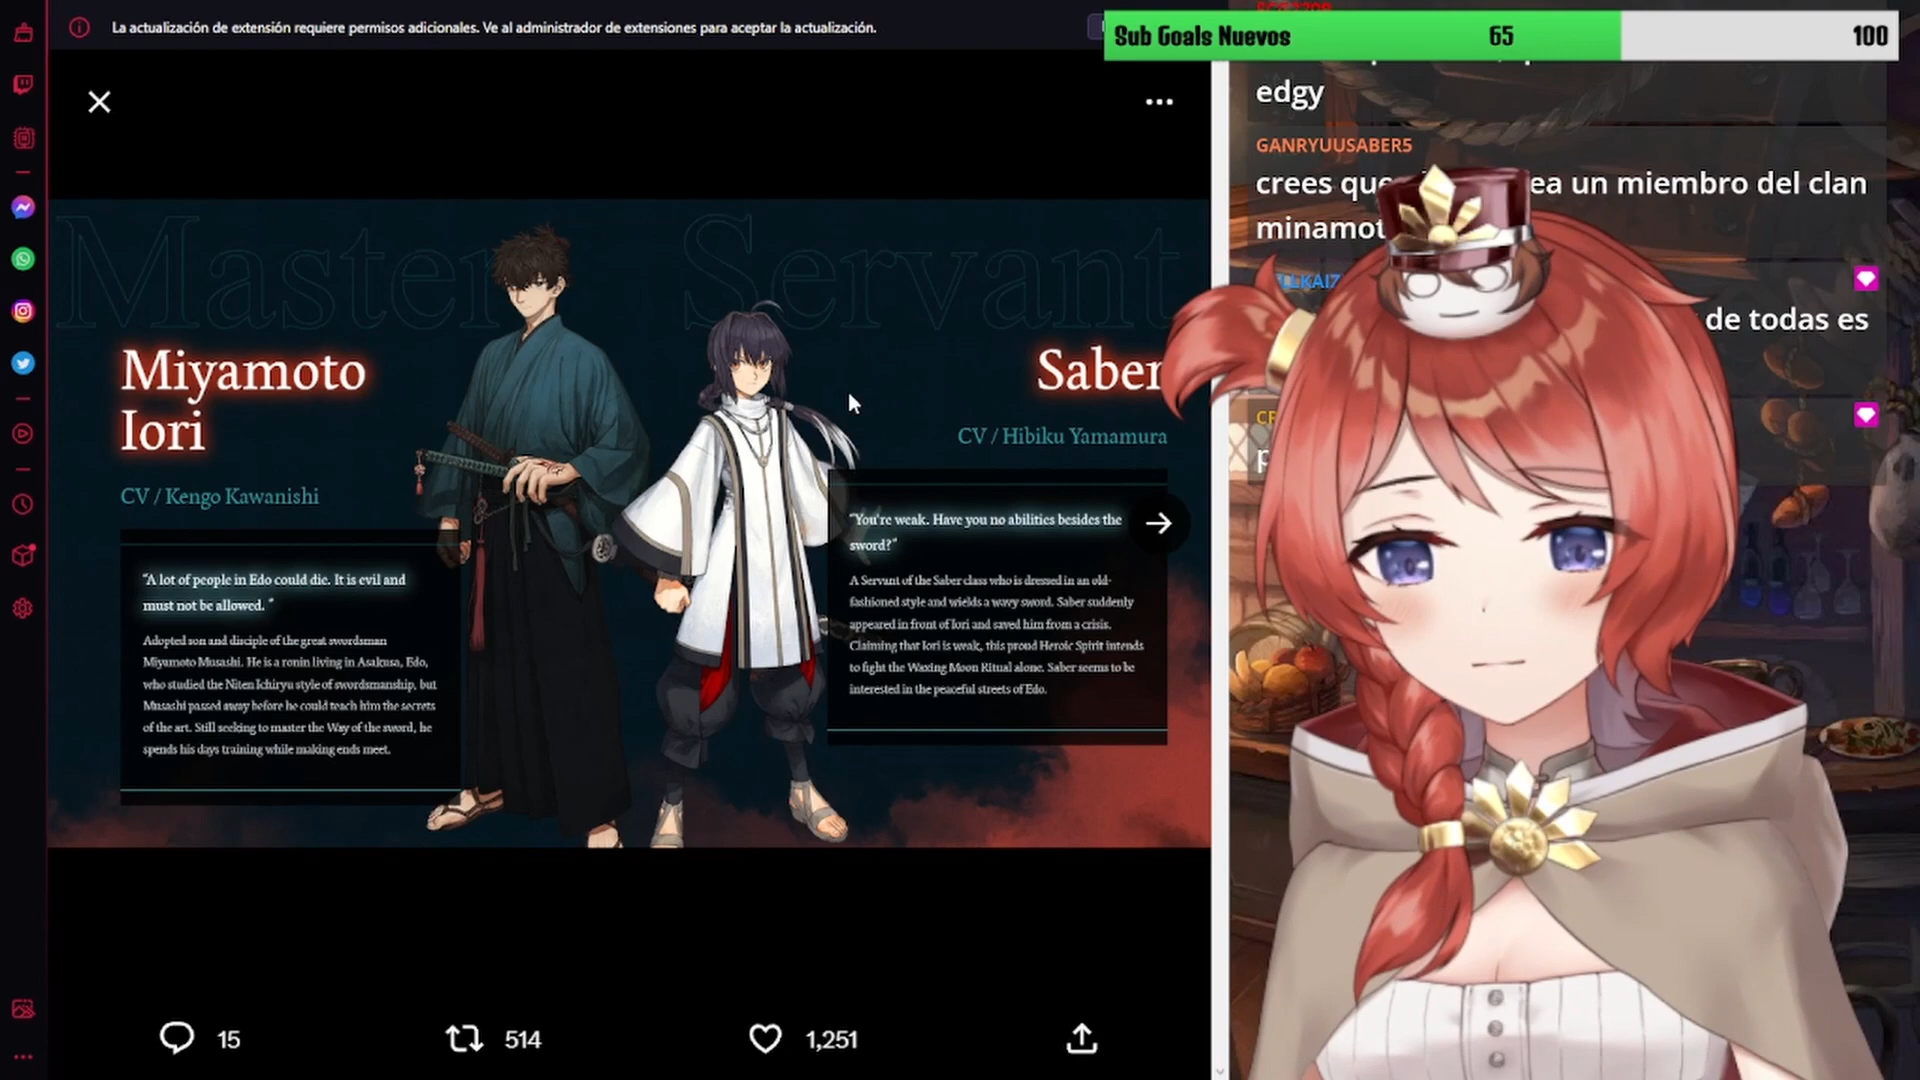 La actualización de extensión requiere permisos adicionales. Ve al administrador de extensiones para aceptar la actualización.
Sub Goals Nuevos 65 100
edgy
GANRYUUSABER5
crees que ea un miembro del clan
de todas es
Master Servant
Miyamoto
Iori
CV / Kengo Kawanishi
"A lot of people in Edo could die. It is evil and
must not be allowed. "
Adopted son and disciple of the great swordsman
Miyamoto Musashi. He is a ronin living in Asakusa, Edo,
who studied the Niten Ichiryu style of swordsmanship, but
Musashi passed away before he could teach him the secrets
of the art. Still seeking to master the Way of the sword, he
spends his days training while making ends meet.
Saber
CV / Hibiku Yamamura
"You're weak. Have you no abilities besides the
sword?"
A Servant of the Saber class who is dressed in an old-
fashioned style and wields a wavy sword. Saber suddenly
appeared in front of Iori and saved him from a crisis.
Claiming that Iori is weak, this proud Heroic Spirit intends
to fight the Waxing Moon Ritual alone. Saber seems to be
interested in the peaceful streets of Edo.
15 514 1,251